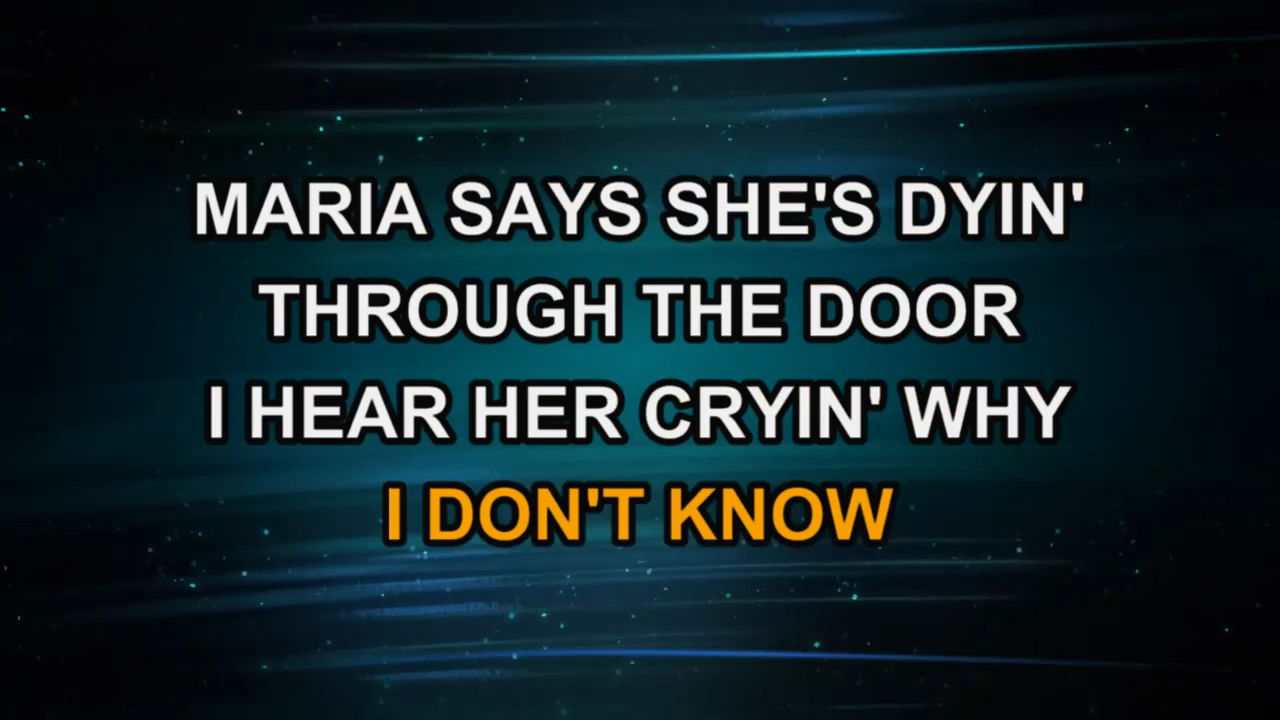 MARIA SAYS SHE'S DYIN'
THROUGH THE DOOR
I HEAR HER CRYIN' WHY
I DON'T KNOW